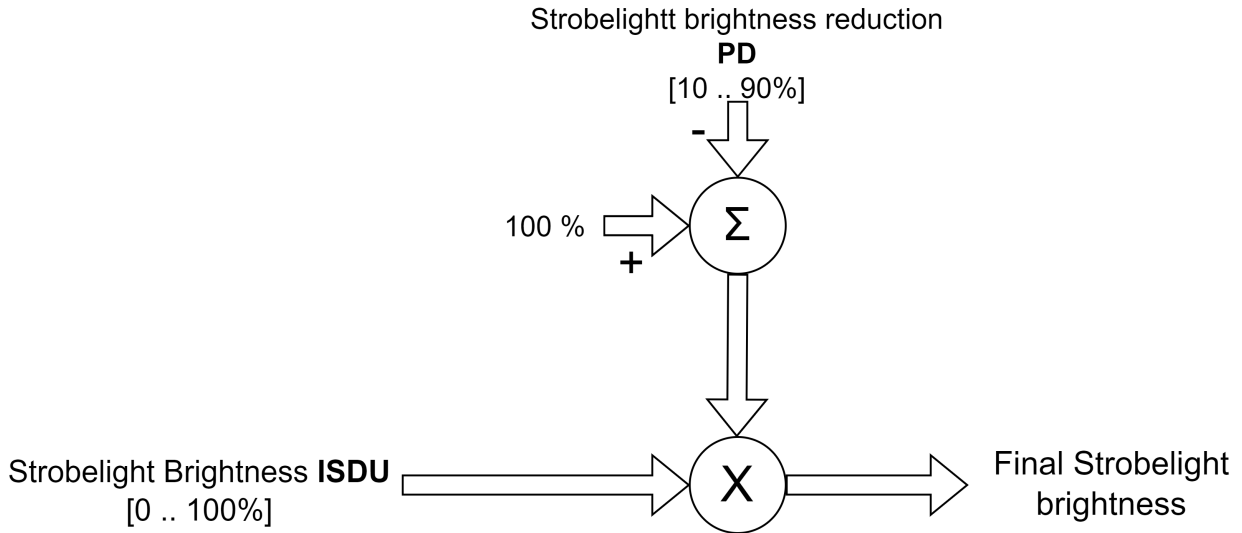 Strobelightt brightness reduction
PD
[10 .. 90%]
-
Σ
100 %
+
Strobelight Brightness ISDU
[0 .. 100%]
X
Final Strobelight
brightness